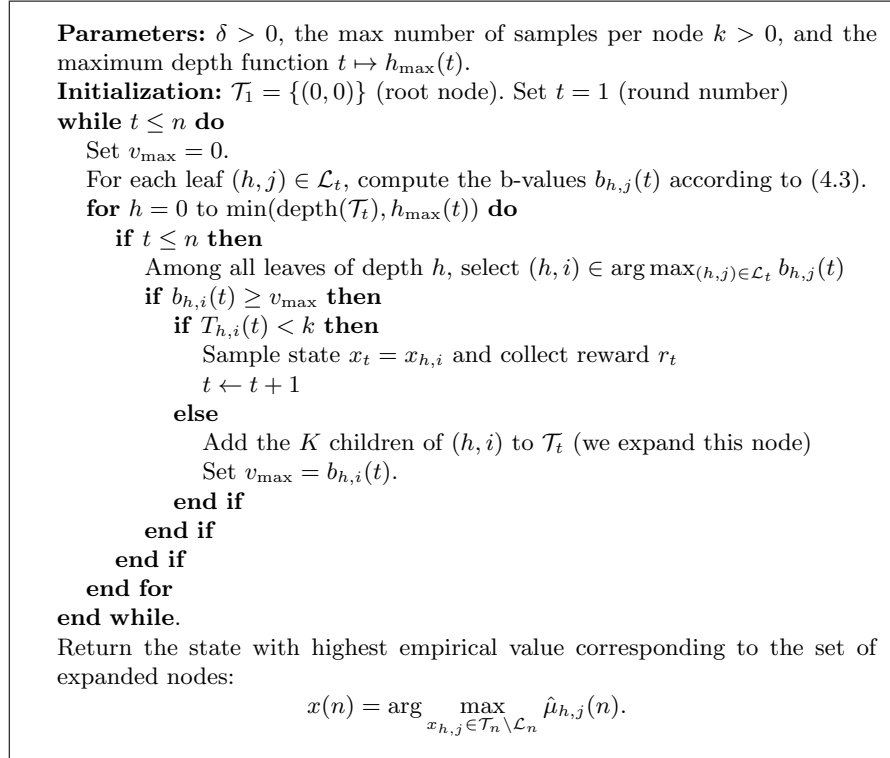 Parameters: δ > 0, the max number of samples per node k > 0, and the
maximum depth function t ↦ h_max(t).
Initialization: 𝒯_1 = {(0, 0)} (root node). Set t = 1 (round number)
while t ≤ n do
Set v_max = 0.
For each leaf (h, j) ∈ ℒ_t, compute the b-values b_{h,j}(t) according to (4.3).
for h = 0 to min(depth(𝒯_t), h_max(t)) do
if t ≤ n then
Among all leaves of depth h, select (h, i) ∈ arg max_{(h,j)∈ℒ_t} b_{h,j}(t)
if b_{h,i}(t) ≥ v_max then
if T_{h,i}(t) < k then
Sample state x_t = x_{h,i} and collect reward r_t
t ← t + 1
else
Add the K children of (h, i) to 𝒯_t (we expand this node)
Set v_max = b_{h,i}(t).
end if
end if
end if
end for
end while.
Return the state with highest empirical value corresponding to the set of
expanded nodes:
x(n) = arg max_{x_{h,j}∈𝒯_n\ℒ_n} μ̂_{h,j}(n).